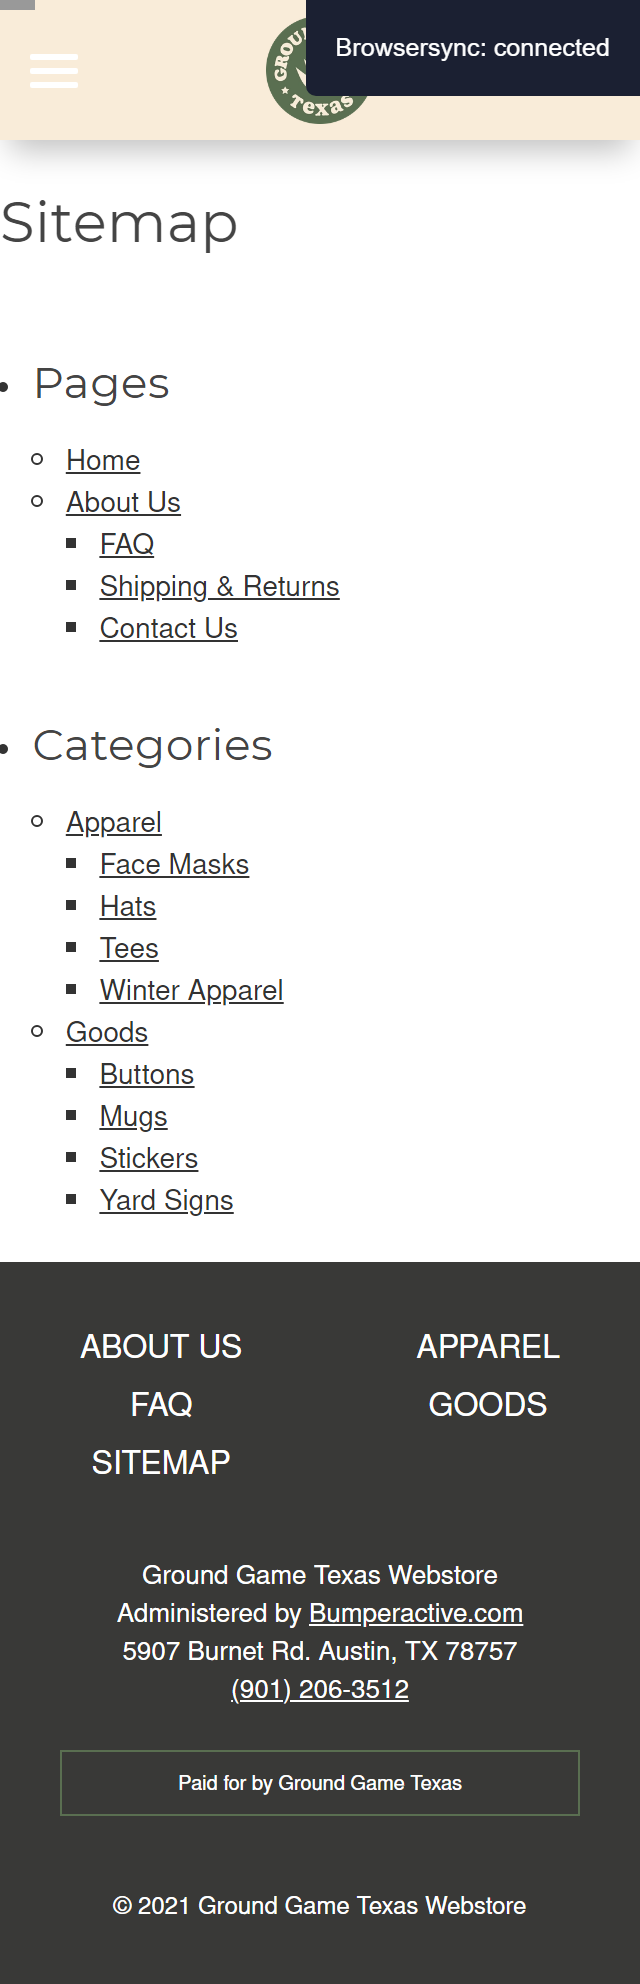 Browsersync: connected
Texas
Sitemap
Pages
Home
About Us
FAQ
Shipping & Returns
Contact Us
Categories
Apparel
Face Masks
Hats
Tees
Winter Apparel
Goods
Buttons
Mugs
Stickers
Yard Signs
ABOUT US
FAQ
SITEMAP
APPAREL
GOODS
Ground Game Texas Webstore
Administered by Bumperactive.com
5907 Burnet Rd. Austin, TX 78757
(901) 206-3512
Paid for by Ground Game Texas
© 2021 Ground Game Texas Webstore